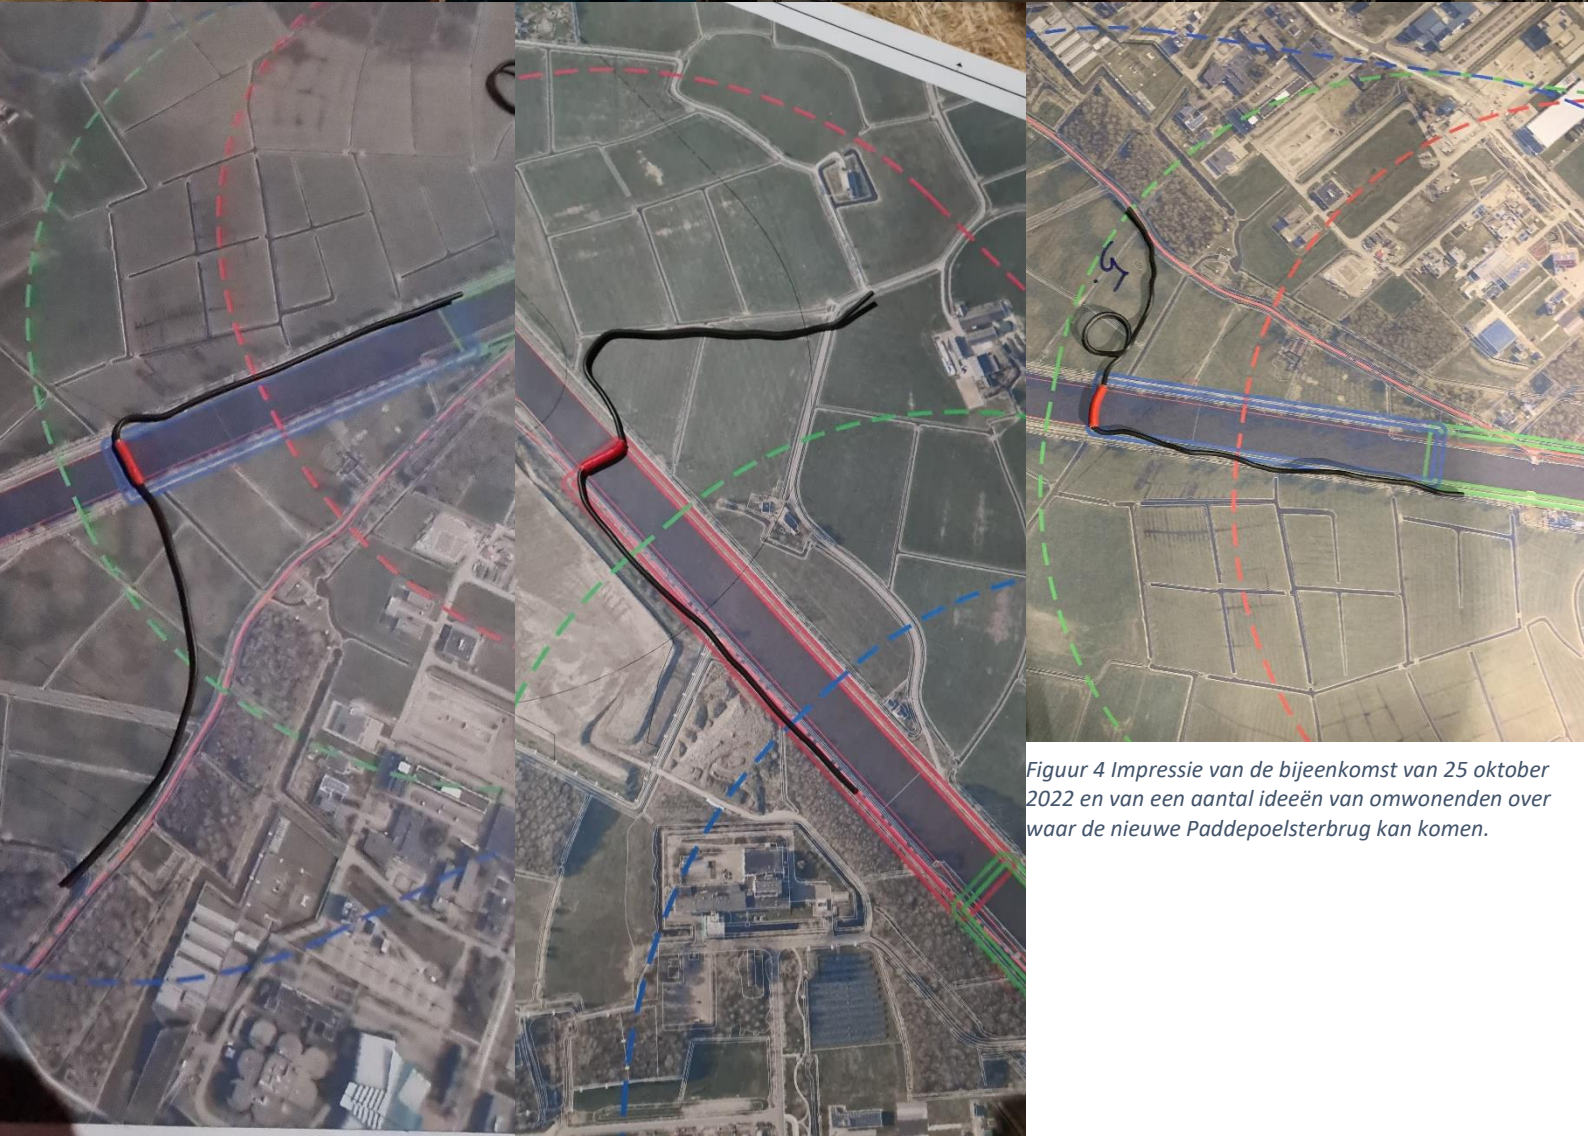 Figuur 4 Impressie van de bijeenkomst van 25 oktober
2022 en van een aantal ideeën van omwonenden over
waar de nieuwe Paddepoelsterbrug kan komen.